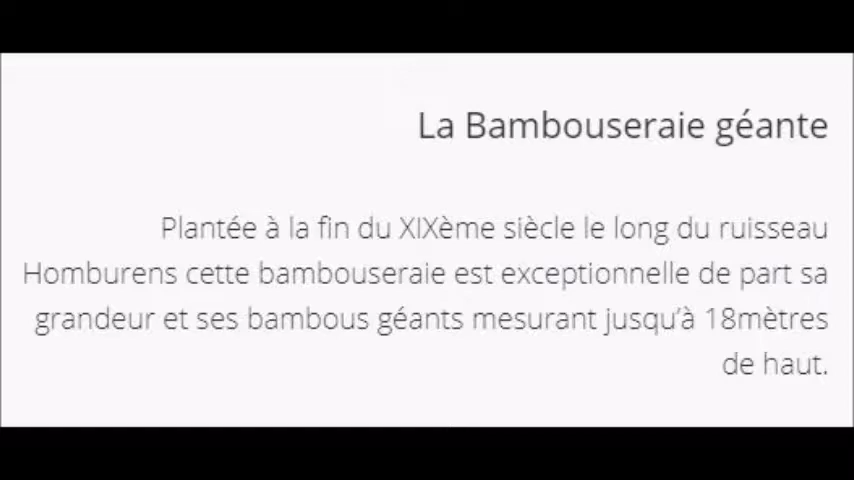 La Bambouseraie géante
Plantée à la fin du XIXème siècle le long du ruisseau
Homburens cette bambouseraie est exceptionnelle de part sa
grandeur et ses bambous géants mesurant jusqu'à 18mètres
de haut.